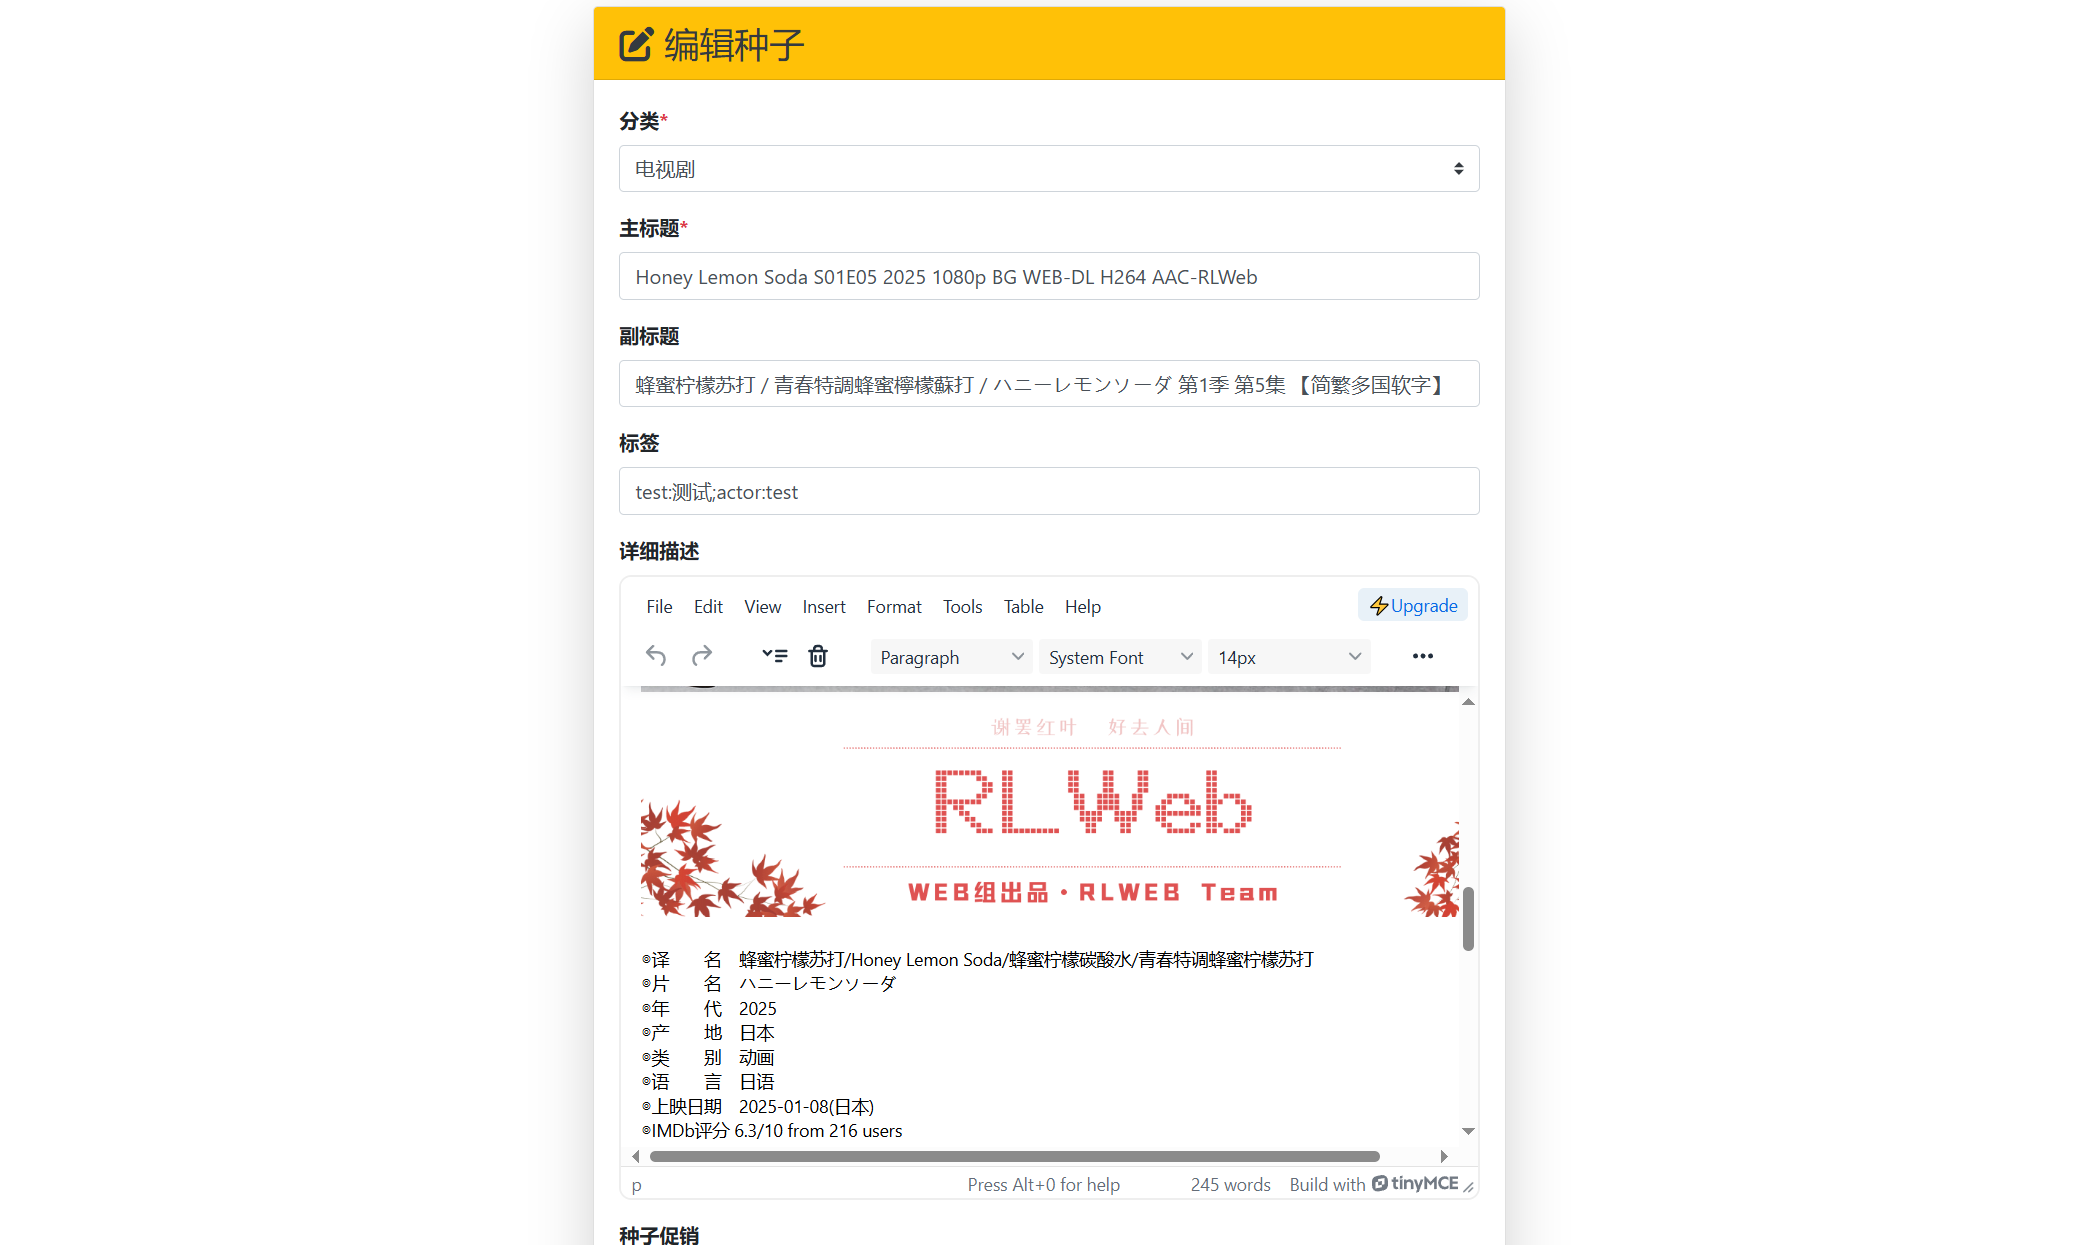 编辑种子
分类*
电视剧
主标题*
Honey Lemon Soda S01E05 2025 1080p BG WEB-DL H264 AAC-RLWeb
副标题
蜂蜜柠檬苏打 / 青春特調蜂蜜檸檬蘇打 / ハニーレモンソーダ 第1季 第5集 【简繁多国软字】
标签
test:测试;actor:test
详细描述
File Edit View Insert Format Tools Table Help ⚡Upgrade
Paragraph System Font 14px
谢罢红叶 好去人间
RLWeb
WEB组出品·RLWEB Team
◎译 名 蜂蜜柠檬苏打/Honey Lemon Soda/蜂蜜柠檬碳酸水/青春特调蜂蜜柠檬苏打
◎片 名 ハニーレモンソーダ
◎年 代 2025
◎产 地 日本
◎类 别 动画
◎语 言 日语
◎上映日期 2025-01-08(日本)
◎IMDb评分 6.3/10 from 216 users
p Press Alt+0 for help 245 words Build with tinyMCE
种子促销